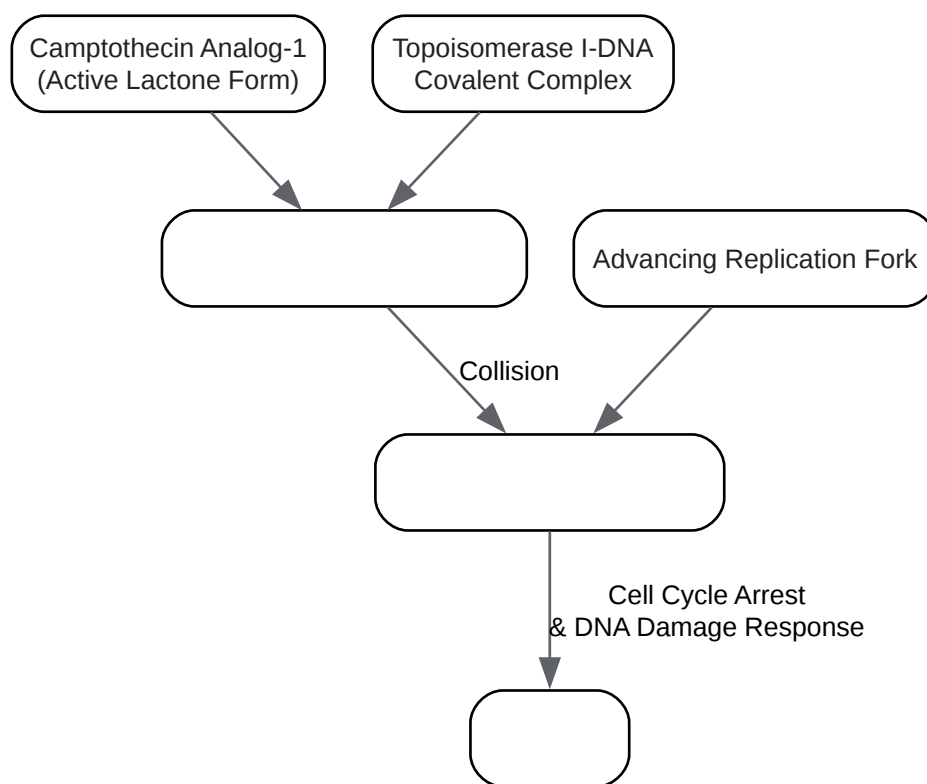 Camptothecin Analog-1
(Active Lactone Form)
Topoisomerase I-DNA
Covalent Complex
Advancing Replication Fork
Collision
Cell Cycle Arrest
& DNA Damage Response